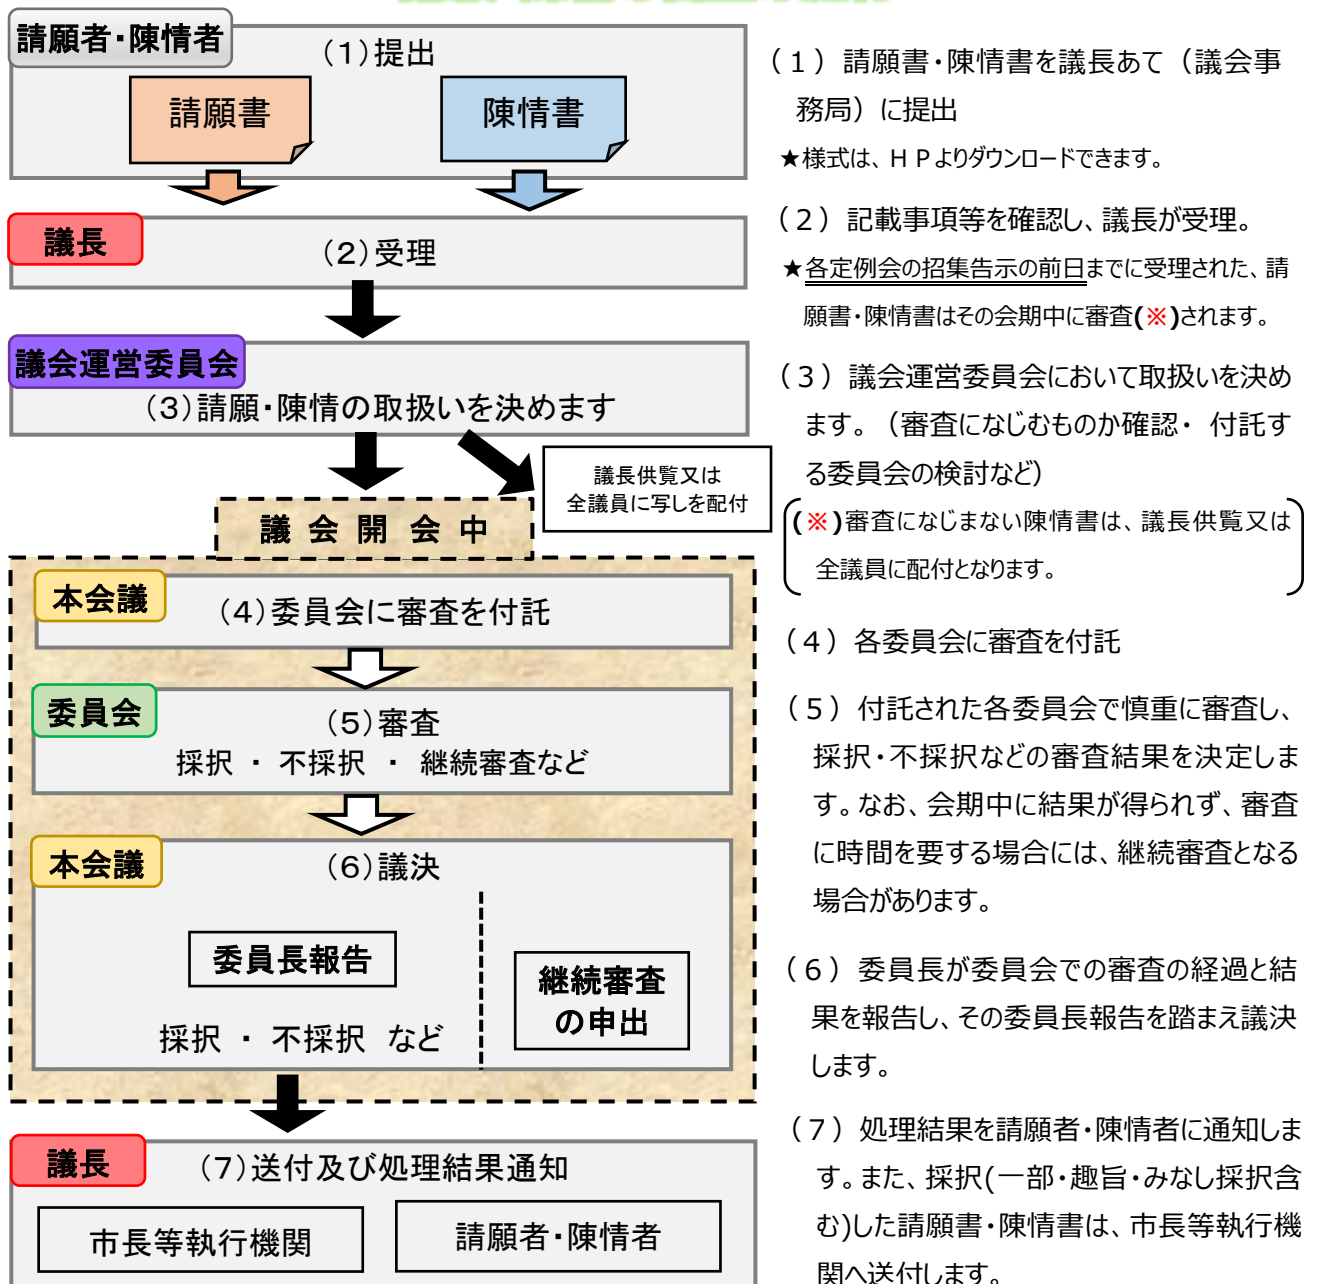 請願者・陳情者
(1)提出
請願書
陳情書
議長
(2)受理
議会運営委員会
(3)請願・陳情の取扱いを決めます
議長供覧又は
全議員に写しを配付
議会開会中
本会議
(4)委員会に審査を付託
委員会
(5)審査
採択 ・ 不採択 ・ 継続審査など
本会議
(6)議決
委員長報告
採択 ・ 不採択 など
継続審査
の申出
議長
(7)送付及び処理結果通知
市長等執行機関
請願者・陳情者
(１）請願書・陳情書を議長あて（議会事
務局）に提出
★様式は、ＨＰよりダウンロードできます。
（２）記載事項等を確認し、議長が受理。
★各定例会の招集告示の前日までに受理された、請
願書・陳情書はその会期中に審査(※)されます。
（３）議会運営委員会において取扱いを決め
ます。（審査になじむものか確認・ 付託す
る委員会の検討など）
(※)審査になじまない陳情書は、議長供覧又は
全議員に配付となります。
（４）各委員会に審査を付託
（５）付託された各委員会で慎重に審査し、
採択・不採択などの審査結果を決定しま
す。なお、会期中に結果が得られず、審査
に時間を要する場合には、継続審査となる
場合があります。
（６）委員長が委員会での審査の経過と結
果を報告し、その委員長報告を踏まえ議決
します。
（７）処理結果を請願者・陳情者に通知しま
す。また、採択(一部・趣旨・みなし採択含
む)した請願書・陳情書は、市長等執行機
関へ送付します。